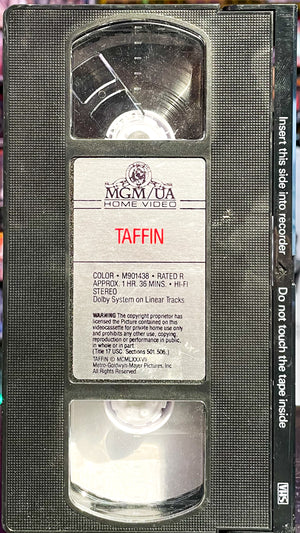 MGM/UA
HOME VIDEO
TAFFIN
COLOR • M901438 • RATED R
APPROX. 1 HR. 36 MINS. • HI-FI
STEREO
Dolby System on Linear Tracks
WARNING: The copyright proprietor has
licensed the Picture contained on this
videocassette for private home use only
and prohibits any other use, copying,
reproduction or performance in public,
in whole or in part
(Title 17 USC. Sections 501.506.)
TAFFIN © MCMLXXXVII
Metro-Goldwyn-Mayer Pictures, Inc.
All Rights Reserved.
Insert this side into recorder
Do not touch the tape inside
VHS